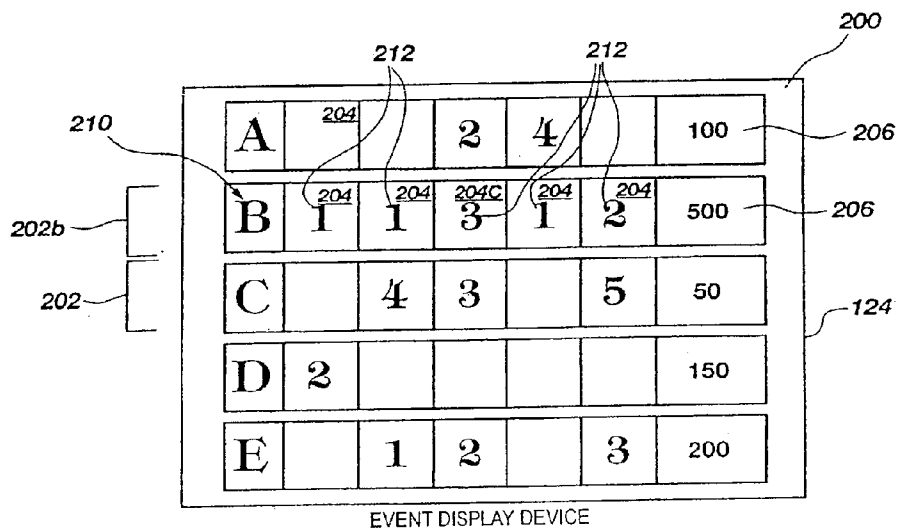 200
212 212
A 204 2 4 100 206
210
B 204 1 204 1 204C 3 204 1 204 2 500 206
202b
C 4 3 5 50
202
124
D 2 150
E 1 2 3 200
EVENT DISPLAY DEVICE